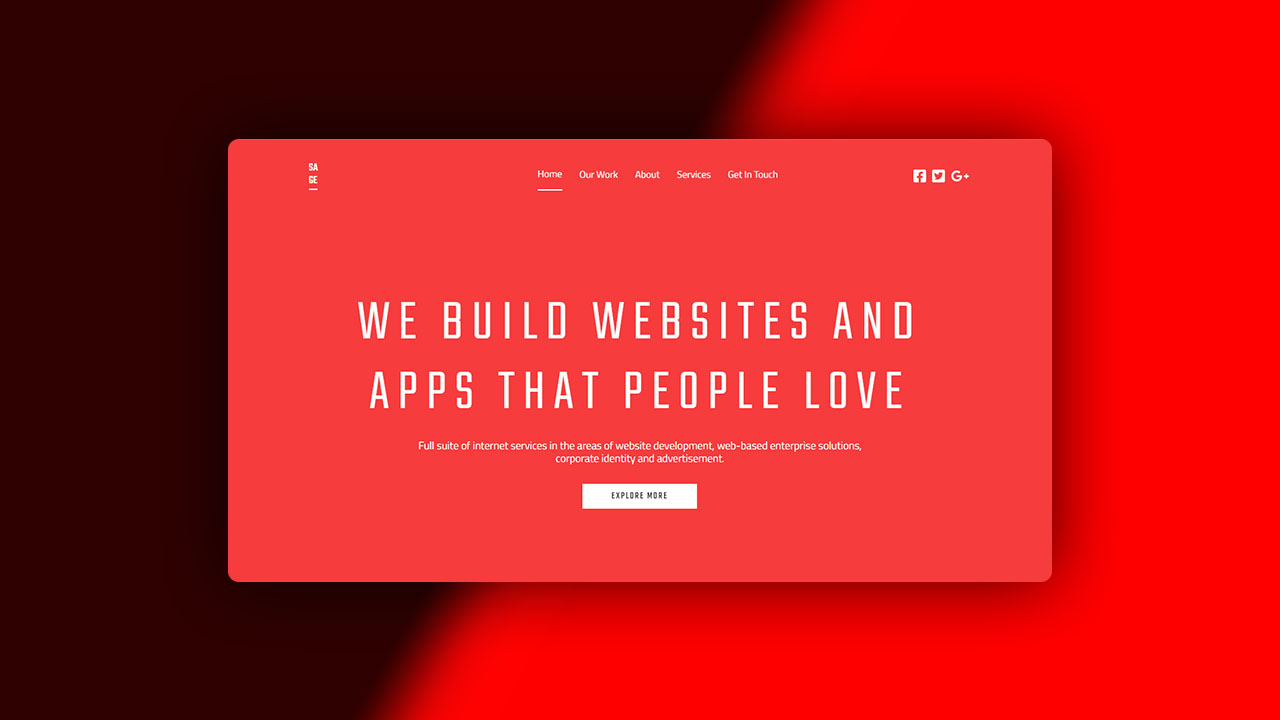 SA
GE
Home Our Work About Services Get In Touch
G+
WE BUILD WEBSITES AND
APPS THAT PEOPLE LOVE
Full suite of internet services in the areas of website development, web-based enterprise solutions,
corporate identity and advertisement.
EXPLORE MORE